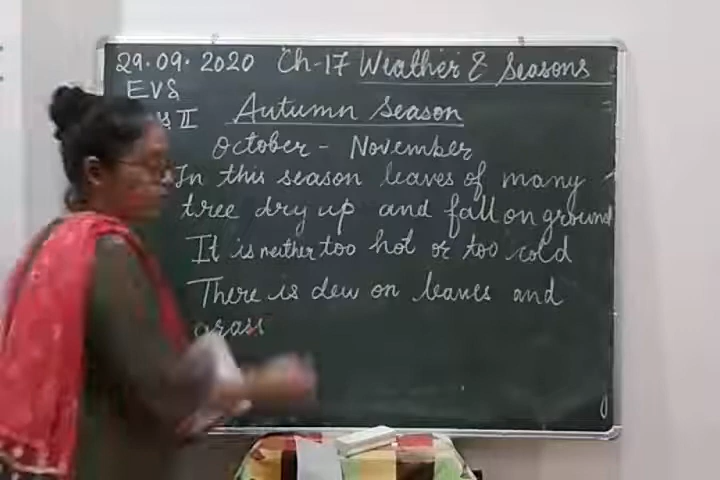 29.09.2020 Ch-17 Weather & Seasons
EVS
II Autumn Season
October - November
In this season leaves of many
tree dry up and fall on ground
It is neither too hot or too cold
There is dew on leaves and
grass